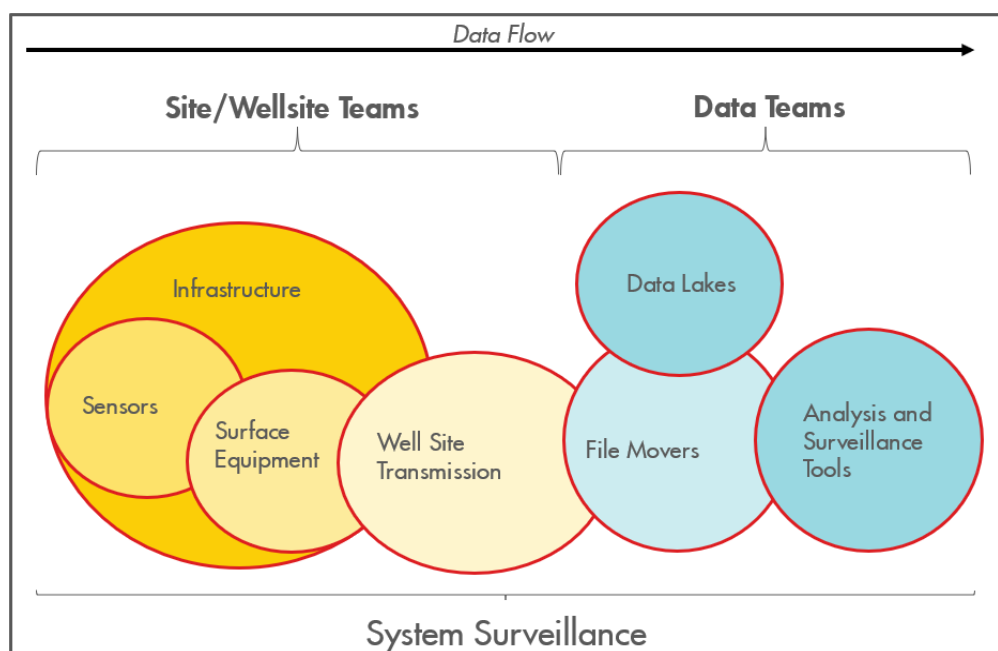 Data Flow
Site/Wellsite Teams
Data Teams
Infrastructure
Sensors
Surface
Equipment
Well Site
Transmission
Data Lakes
File Movers
Analysis and
Surveillance
Tools
System Surveillance